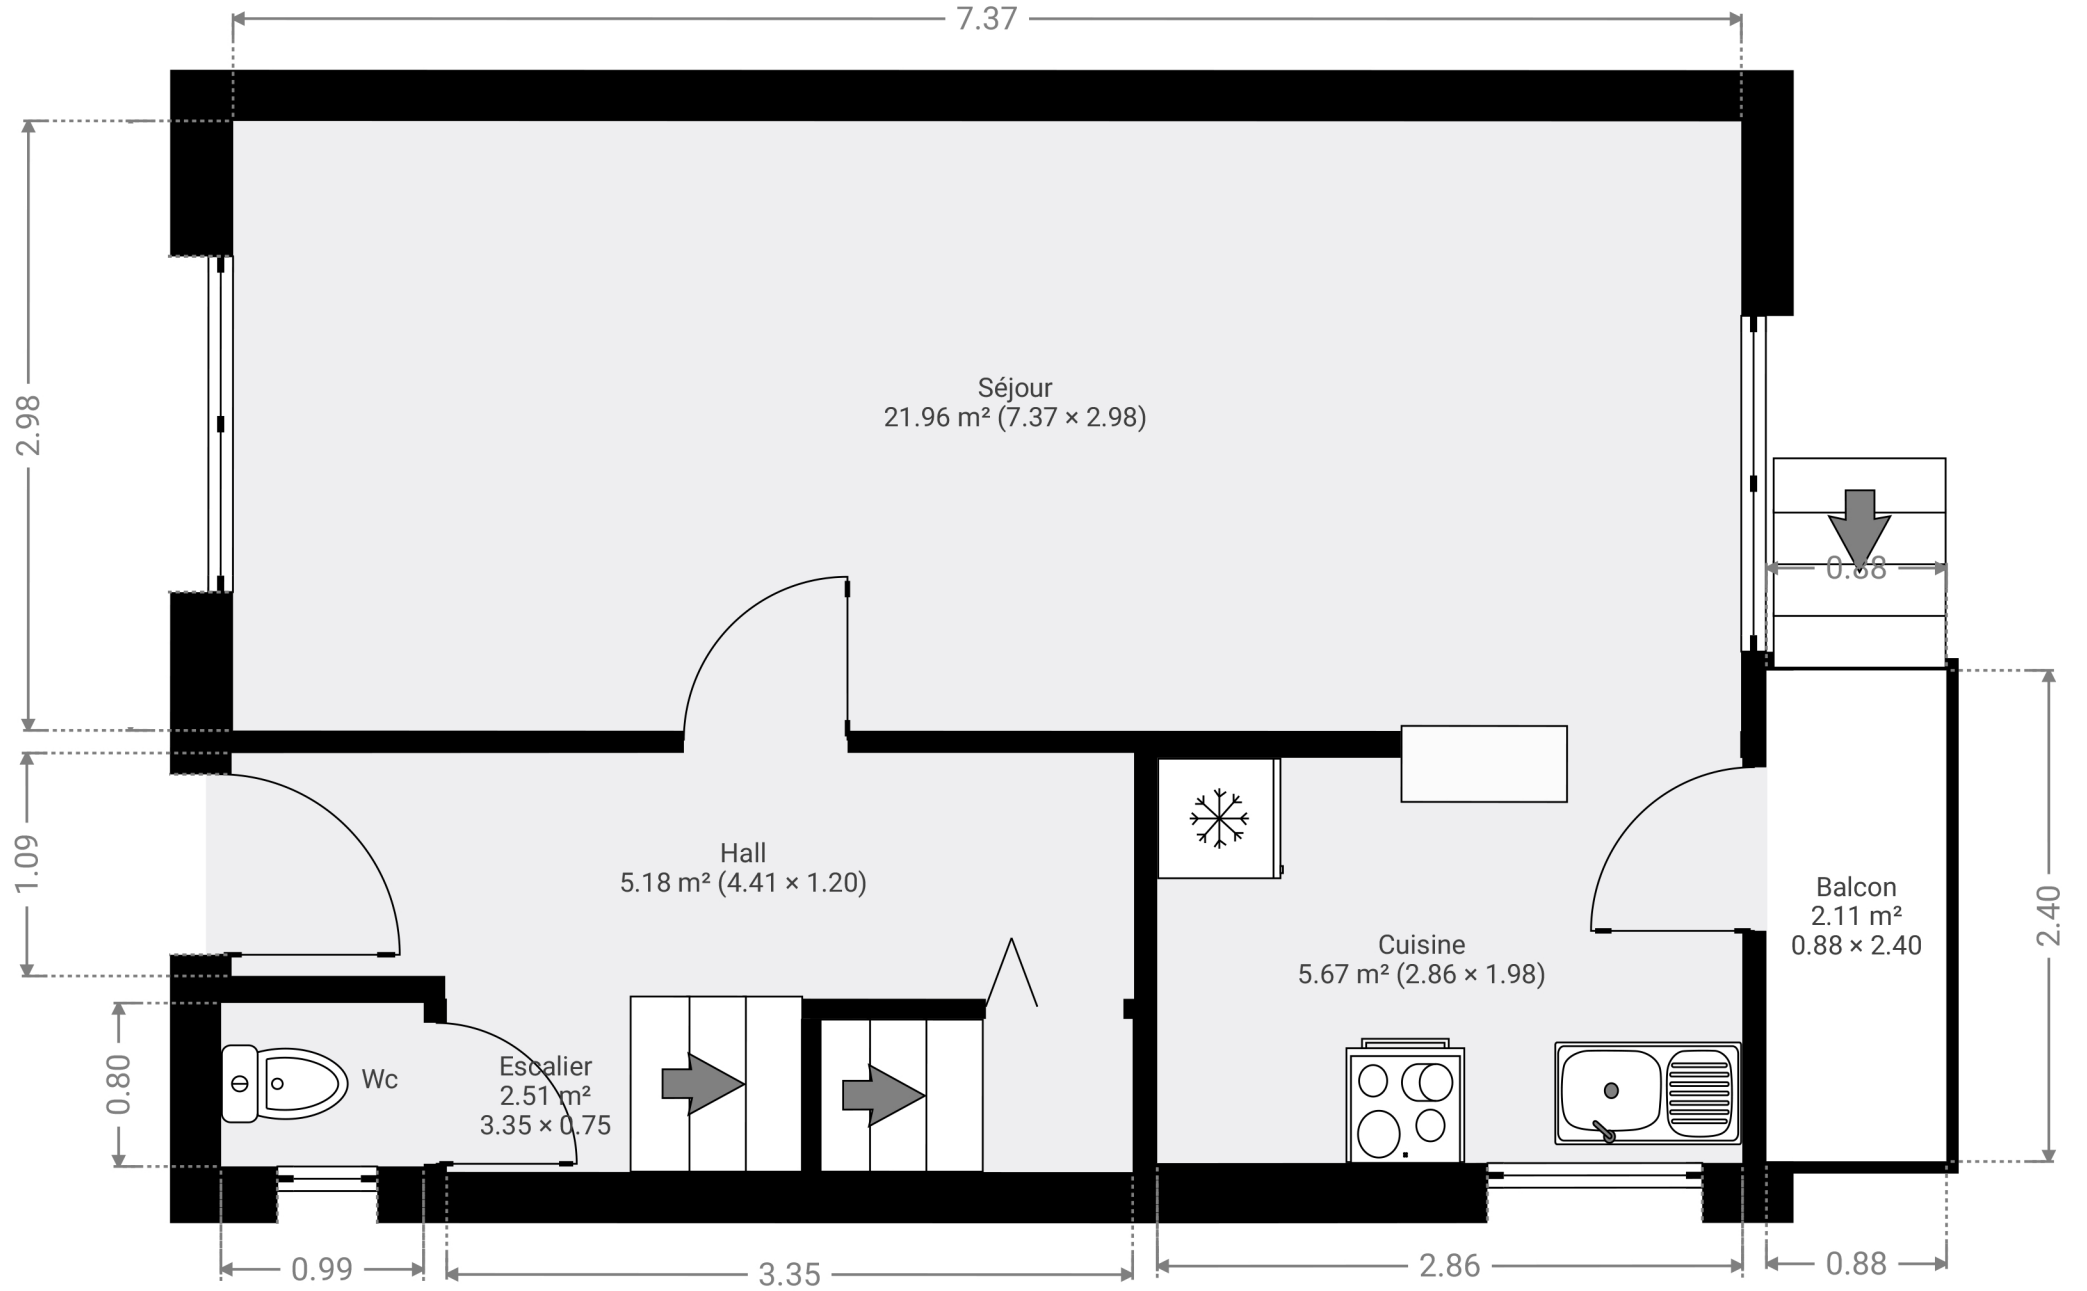 7.37
2.98
Séjour
21.96 m² (7.37 × 2.98)
0.88
1.09
Hall
5.18 m² (4.41 × 1.20)
Balcon
2.11 m²
0.88 × 2.40
2.40
Cuisine
5.67 m² (2.86 × 1.98)
0.80
Wc
Escalier
2.51 m²
3.35 × 0.75
0.99
3.35
2.86
0.88